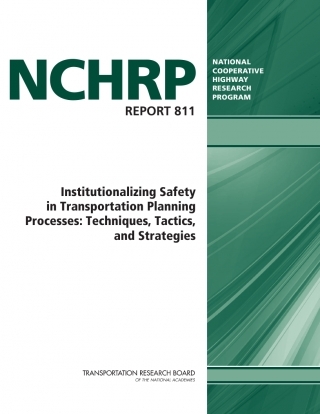 NCHRP
REPORT 811
NATIONAL
COOPERATIVE
HIGHWAY
RESEARCH
PROGRAM
Institutionalizing Safety
in Transportation Planning
Processes: Techniques, Tactics,
and Strategies
TRANSPORTATION RESEARCH BOARD
OF THE NATIONAL ACADEMIES